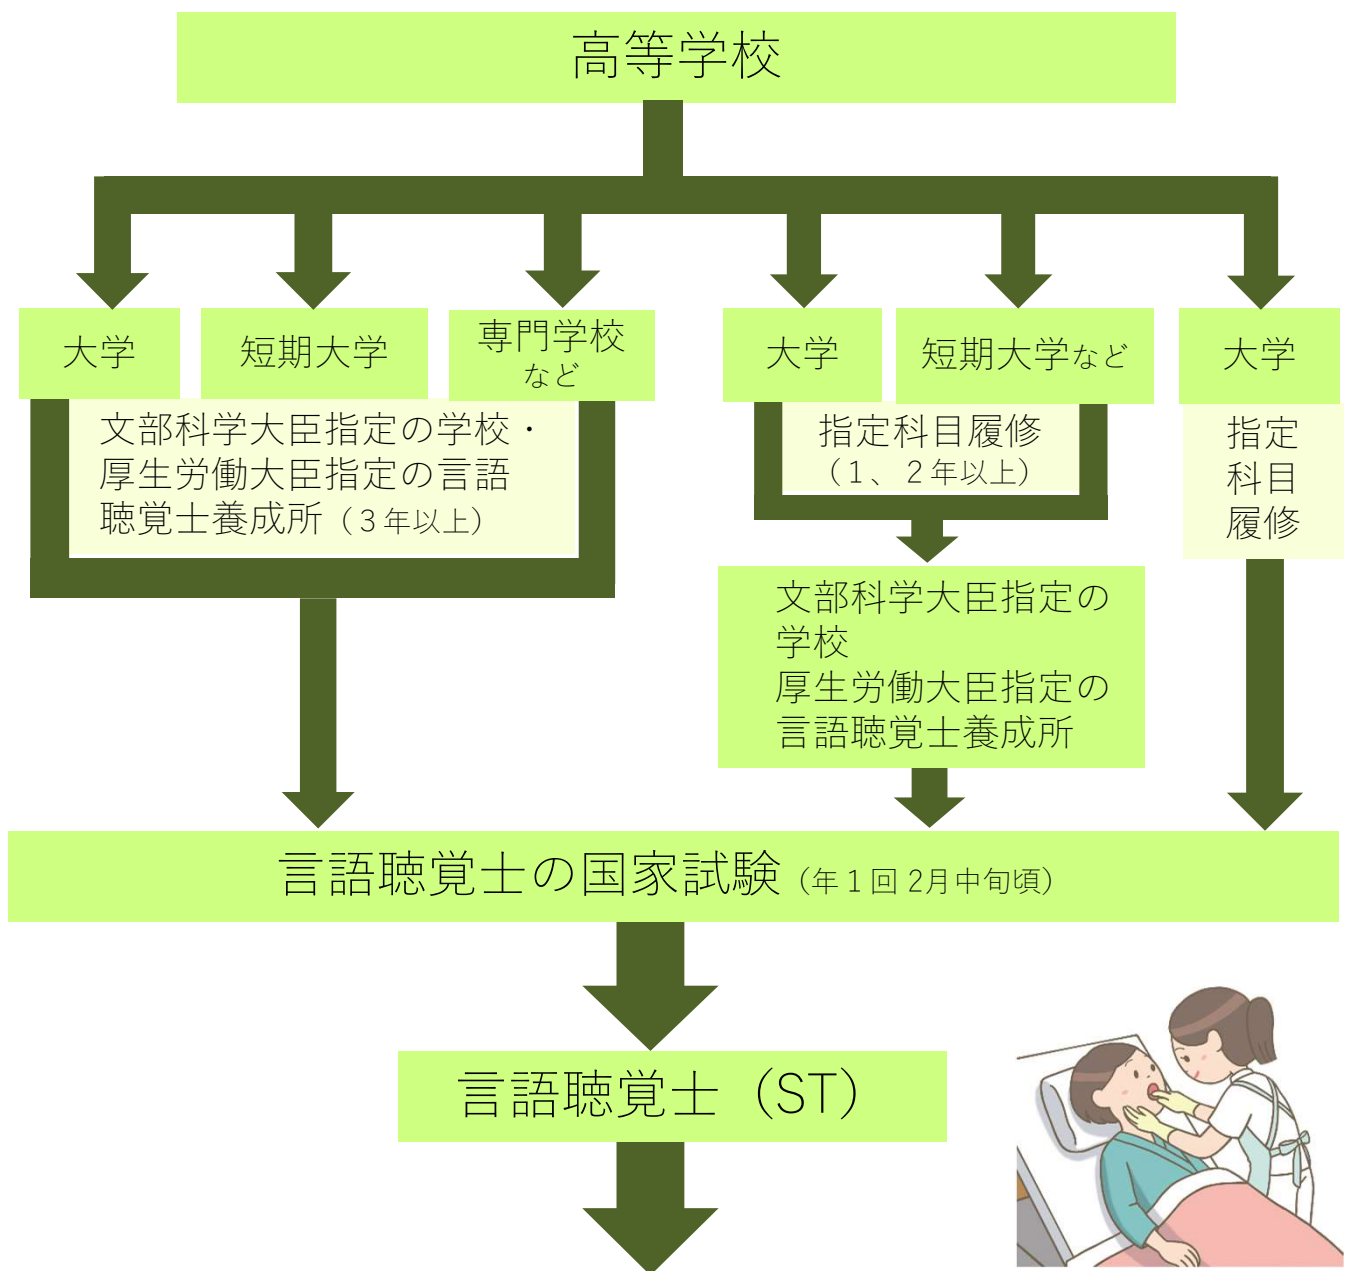 高等学校
大学
短期大学
専門学校
など
大学
短期大学など
大学
文部科学大臣指定の学校・
厚生労働大臣指定の言語
聴覚士養成所（３年以上）
指定科目履修
（１、２年以上）
指定
科目
履修
文部科学大臣指定の
学校
厚生労働大臣指定の
言語聴覚士養成所
言語聴覚士の国家試験（年１回 2月中旬頃）
言語聴覚士（ST）